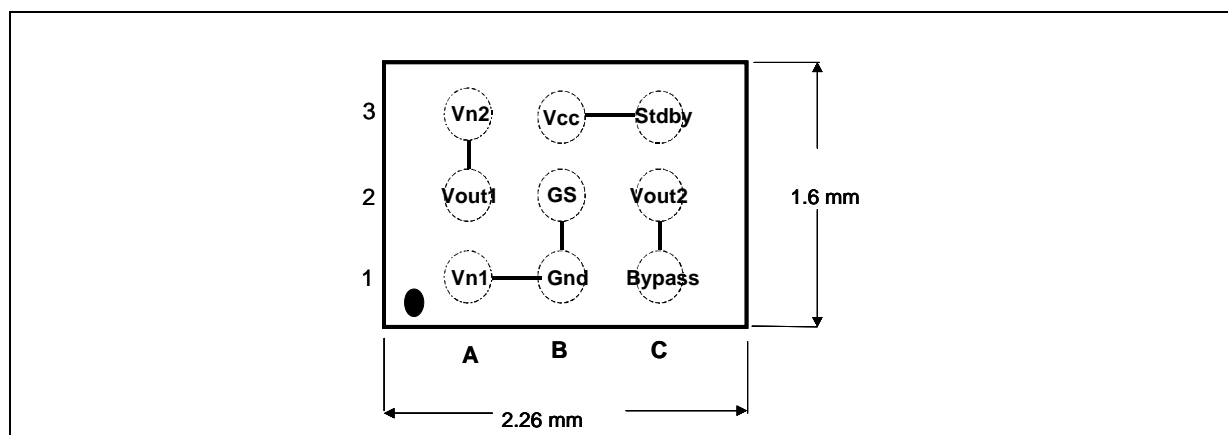 3 Vn2 Vcc Stdby
2 Vout1 GS Vout2 1.6 mm
1 Vn1 Gnd Bypass
A B C
2.26 mm